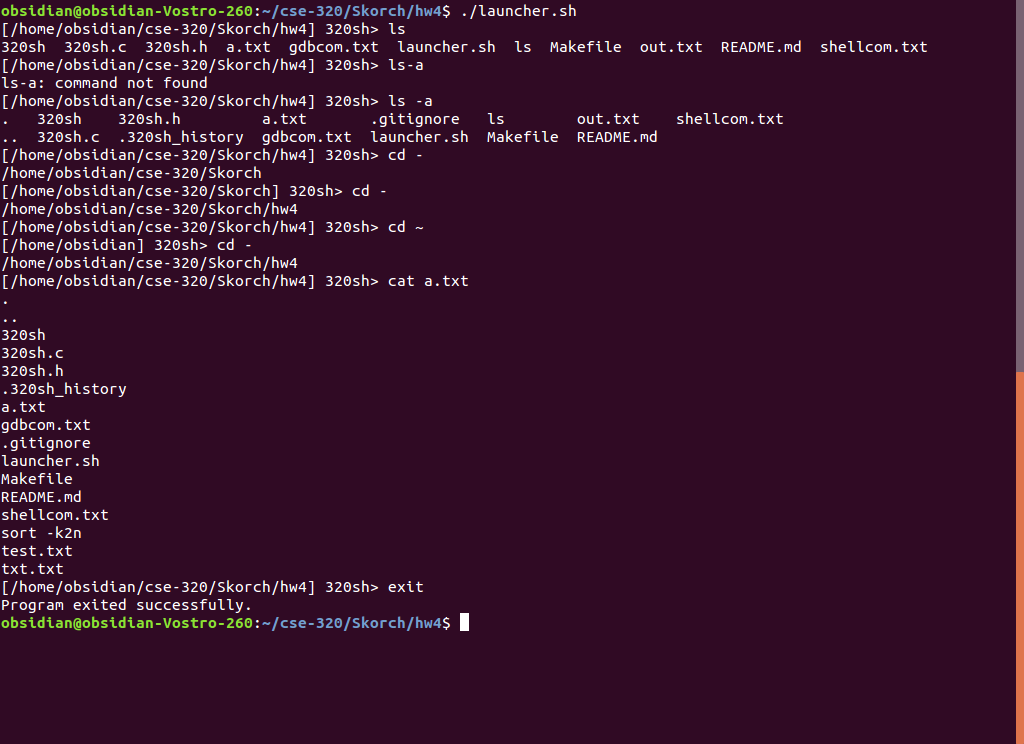 obsidian@obsidian-Vostro-260:~/cse-320/Skorch/hw4$ ./launcher.sh
[/home/obsidian/cse-320/Skorch/hw4] 320sh> ls
320sh  320sh.c  320sh.h  a.txt  gdbcom.txt  launcher.sh  ls  Makefile  out.txt  README.md  shellcom.txt
[/home/obsidian/cse-320/Skorch/hw4] 320sh> ls-a
ls-a: command not found
[/home/obsidian/cse-320/Skorch/hw4] 320sh> ls -a
.   320sh    320sh.h         a.txt       .gitignore   ls        out.txt    shellcom.txt
..  320sh.c  .320sh_history  gdbcom.txt  launcher.sh  Makefile  README.md
[/home/obsidian/cse-320/Skorch/hw4] 320sh> cd -
/home/obsidian/cse-320/Skorch
[/home/obsidian/cse-320/Skorch] 320sh> cd -
/home/obsidian/cse-320/Skorch/hw4
[/home/obsidian/cse-320/Skorch/hw4] 320sh> cd ~
[/home/obsidian] 320sh> cd -
/home/obsidian/cse-320/Skorch/hw4
[/home/obsidian/cse-320/Skorch/hw4] 320sh> cat a.txt
.
..
320sh
320sh.c
320sh.h
.320sh_history
a.txt
gdbcom.txt
.gitignore
launcher.sh
Makefile
README.md
shellcom.txt
sort -k2n
test.txt
txt.txt
[/home/obsidian/cse-320/Skorch/hw4] 320sh> exit
Program exited successfully.
obsidian@obsidian-Vostro-260:~/cse-320/Skorch/hw4$